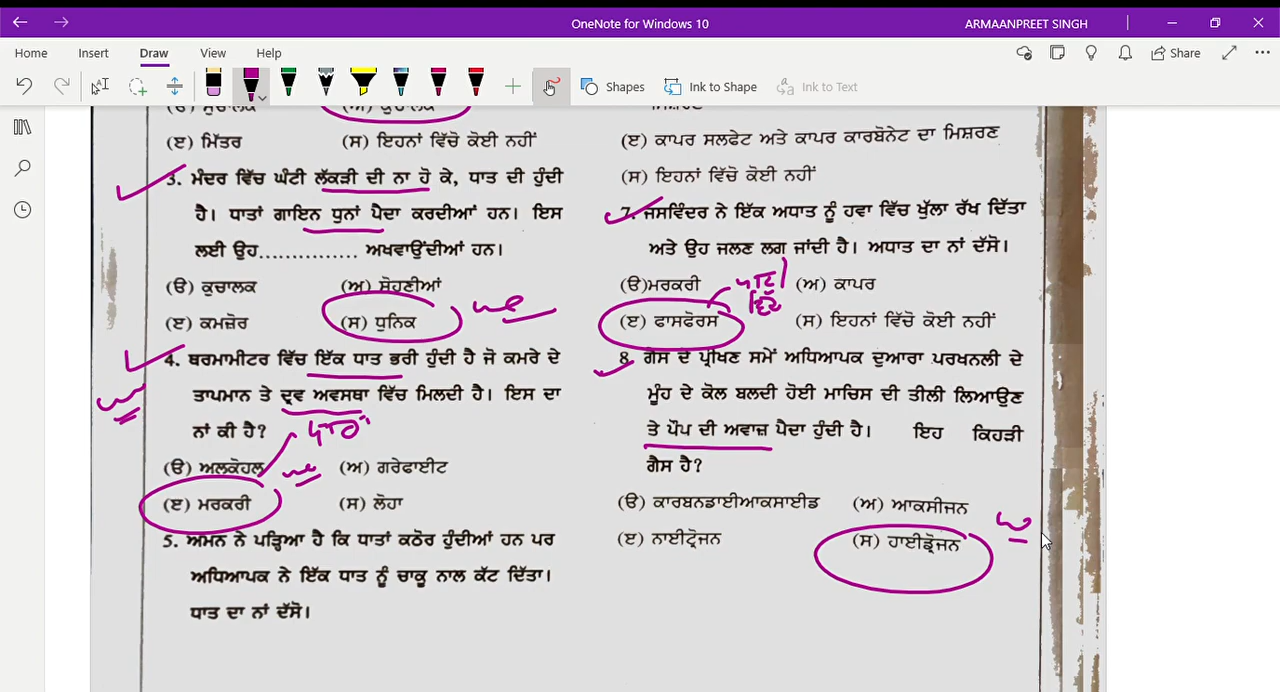 OneNote for Windows 10
ARMAANPREET SINGH
Home Insert Draw View Help
Share
Shapes
Ink to Shape
Ink to Text
(ੳ) ਸੁਚਾਲਕ (ਅ) ਕੁਚਾਲਕ
(ੲ) ਮਿੱਤਰ (ਸ) ਇਹਨਾਂ ਵਿੱਚੋ ਕੋਈ ਨਹੀਂ
3. ਮੰਦਰ ਵਿੱਚ ਘੰਟੀ ਲੱਕੜੀ ਦੀ ਨਾ ਹੋ ਕੇ, ਧਾਤ ਦੀ ਹੁੰਦੀ
ਹੈ। ਧਾਤਾਂ ਗਾਇਨ ਧੁਨਾਂ ਪੈਦਾ ਕਰਦੀਆਂ ਹਨ। ਇਸ
ਲਈ ਉਹ............... ਅਖਵਾਉਂਦੀਆਂ ਹਨ।
(ੳ) ਕੁਚਾਲਕ (ਅ) ਸੋਹਣੀਆਂ
(ੲ) ਕਮਜ਼ੋਰ (ਸ) ਧੁਨਿਕ
4. ਥਰਮਾਮੀਟਰ ਵਿੱਚ ਇੱਕ ਧਾਤ ਭਰੀ ਹੁੰਦੀ ਹੈ ਜੋ ਕਮਰੇ ਦੇ
ਤਾਪਮਾਨ ਤੇ ਦ੍ਰਵ ਅਵਸਥਾ ਵਿੱਚ ਮਿਲਦੀ ਹੈ। ਇਸ ਦਾ
ਨਾਂ ਕੀ ਹੈ?
(ੳ) ਅਲਕੋਹਲ (ਅ) ਗਰੇਫਾਈਟ
(ੲ) ਮਰਕਰੀ (ਸ) ਲੋਹਾ
5. ਅਮਨ ਨੇ ਪੜ੍ਹਿਆ ਹੈ ਕਿ ਧਾਤਾਂ ਕਠੋਰ ਹੁੰਦੀਆਂ ਹਨ ਪਰ
ਅਧਿਆਪਕ ਨੇ ਇੱਕ ਧਾਤ ਨੂੰ ਚਾਕੂ ਨਾਲ ਕੱਟ ਦਿੱਤਾ।
ਧਾਤ ਦਾ ਨਾਂ ਦੱਸੋ।
(ੲ) ਕਾਪਰ ਸਲਫੇਟ ਅਤੇ ਕਾਪਰ ਕਾਰਬੋਨੇਟ ਦਾ ਮਿਸ਼ਰਣ
(ਸ) ਇਹਨਾਂ ਵਿੱਚੋ ਕੋਈ ਨਹੀਂ
7. ਜਸਵਿੰਦਰ ਨੇ ਇੱਕ ਅਧਾਤ ਨੂੰ ਹਵਾ ਵਿੱਚ ਖੁੱਲਾ ਰੱਖ ਦਿੱਤਾ
ਅਤੇ ਉਹ ਜਲਣ ਲਗ ਜਾਂਦੀ ਹੈ। ਅਧਾਤ ਦਾ ਨਾਂ ਦੱਸੋ।
(ੳ)ਮਰਕਰੀ (ਅ) ਕਾਪਰ
(ੲ) ਫਾਸਫੋਰਸ (ਸ) ਇਹਨਾਂ ਵਿੱਚੋਂ ਕੋਈ ਨਹੀਂ
8. ਗੈਸ ਦੇ ਪ੍ਰੀਖਣ ਸਮੇਂ ਅਧਿਆਪਕ ਦੁਆਰਾ ਪਰਖਨਲੀ ਦੇ
ਮੂੰਹ ਦੇ ਕੋਲ ਬਲਦੀ ਹੋਈ ਮਾਚਿਸ ਦੀ ਤੀਲੀ ਲਿਆਉਣ
ਤੇ ਪੌਪ ਦੀ ਅਵਾਜ਼ ਪੈਦਾ ਹੁੰਦੀ ਹੈ। ਇਹ ਕਿਹੜੀ
ਗੈਸ ਹੈ?
(ੳ) ਕਾਰਬਨਡਾਈਆਕਸਾਈਡ (ਅ) ਆਕਸੀਜਨ
(ੲ) ਨਾਈਟ੍ਰੋਜਨ (ਸ) ਹਾਈਡ੍ਰੋਜਨ